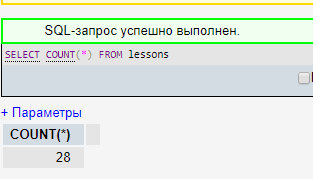 SQL-запрос успешно выполнен.
SELECT COUNT(*) FROM lessons
+ Параметры
COUNT(*)
28